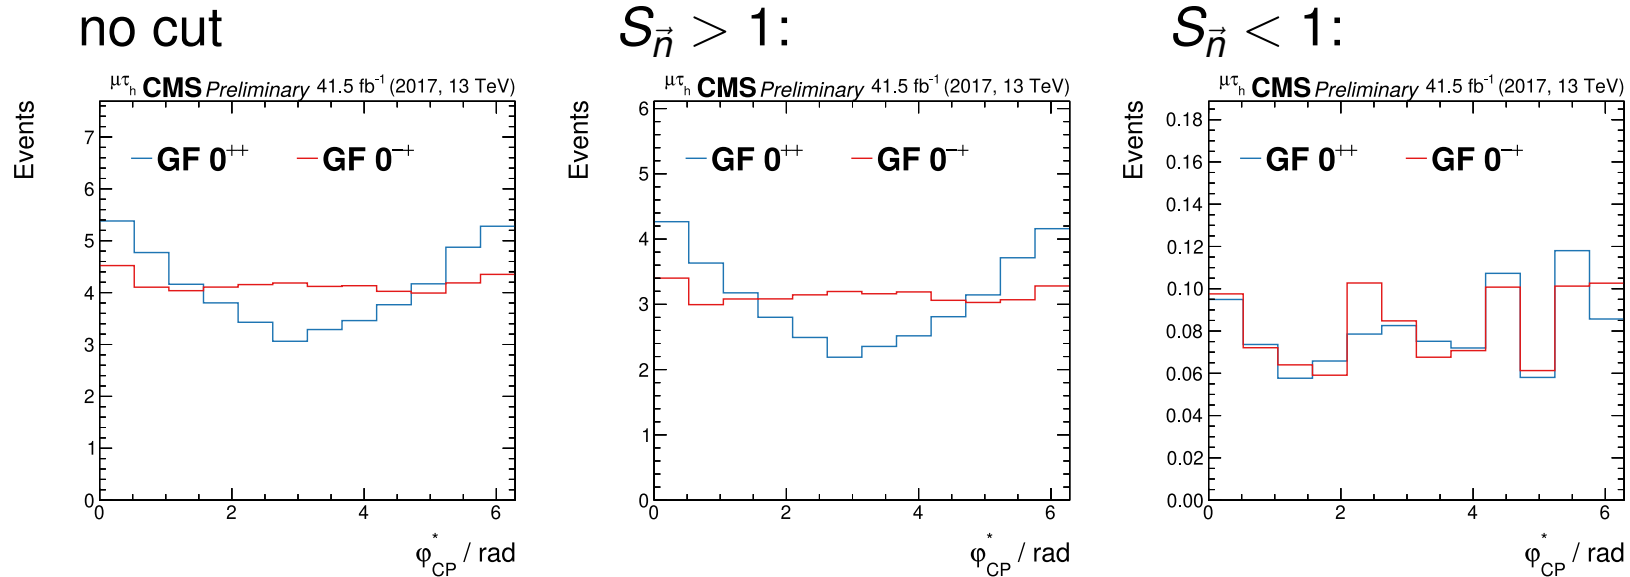 no cut
S_n⃗ > 1:
S_n⃗ < 1:
μτ_h CMS Preliminary 41.5 fb⁻¹ (2017, 13 TeV)
Events
GF 0⁺⁺
GF 0⁻⁺
7
6
5
4
3
2
1
0
0 2 4 6
φ*_CP / rad
μτ_h CMS Preliminary 41.5 fb⁻¹ (2017, 13 TeV)
Events
GF 0⁺⁺
GF 0⁻⁺
6
5
4
3
2
1
0
0 2 4 6
φ*_CP / rad
μτ_h CMS Preliminary 41.5 fb⁻¹ (2017, 13 TeV)
Events
GF 0⁺⁺
GF 0⁻⁺
0.18
0.16
0.14
0.12
0.10
0.08
0.06
0.04
0.02
0.00
0 2 4 6
φ*_CP / rad